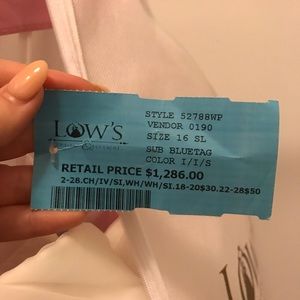 LOW'S
STYLE 52788WP
VENDOR 0190
SIZE 16 SL
SUB BLUETAG
COLOR I/I/S
RETAIL PRICE $1,286.00
2-28.CH/IV/SI,WH/WH/SI.18-20$30.22-28$50